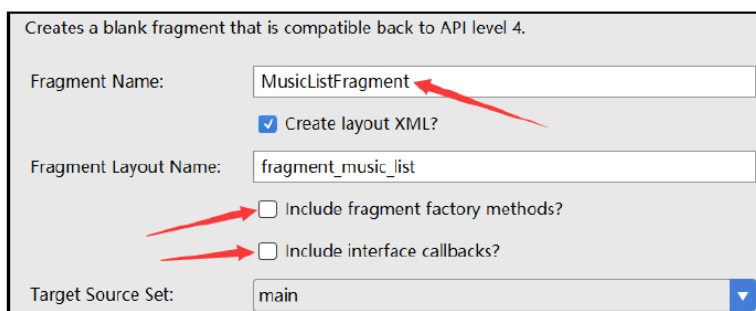 Creates a blank fragment that is compatible back to API level 4.
Fragment Name: MusicListFragment
Create layout XML?
Fragment Layout Name: fragment_music_list
Include fragment factory methods?
Include interface callbacks?
Target Source Set: main